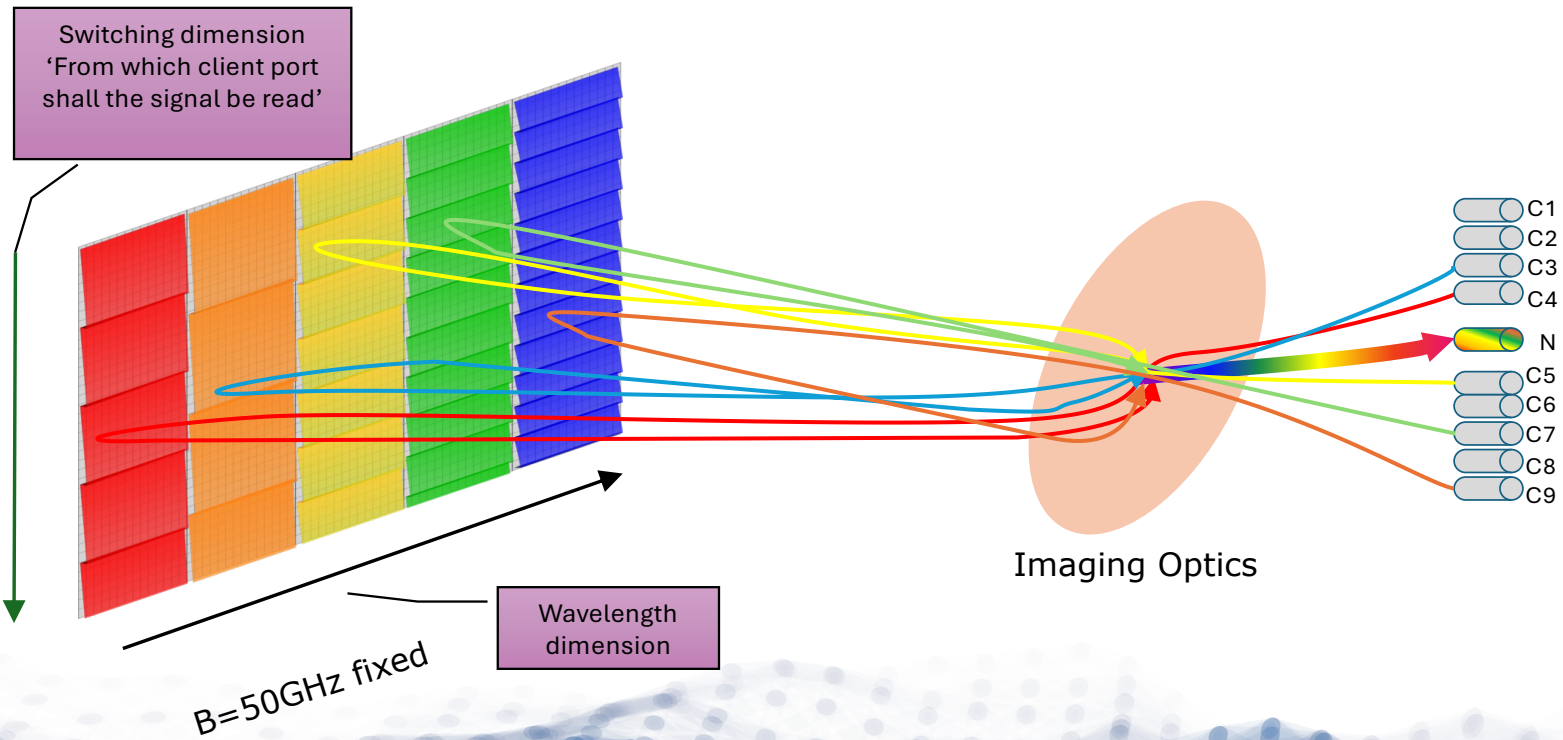 Switching dimension
‘From which client port
shall the signal be read’
C1
C2
C3
C4
N
C5
C6
C7
C8
C9
Imaging Optics
Wavelength
dimension
B=50GHz fixed